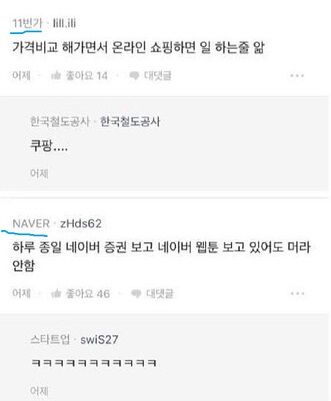 11번가 · lill.ili
가격비교 해가면서 온라인 쇼핑하면 일 하는줄 앎
어제 · 좋아요 14 · 대댓글
한국철도공사 · 한국철도공사
쿠팡....
어제
NAVER · zHds62
하루 종일 네이버 증권 보고 네이버 웹툰 보고 있어도 머라
안함
어제 · 좋아요 46 · 대댓글
스타트업 · swiS27
ㅋㅋㅋㅋㅋㅋㅋㅋㅋㅋㅋ
어제